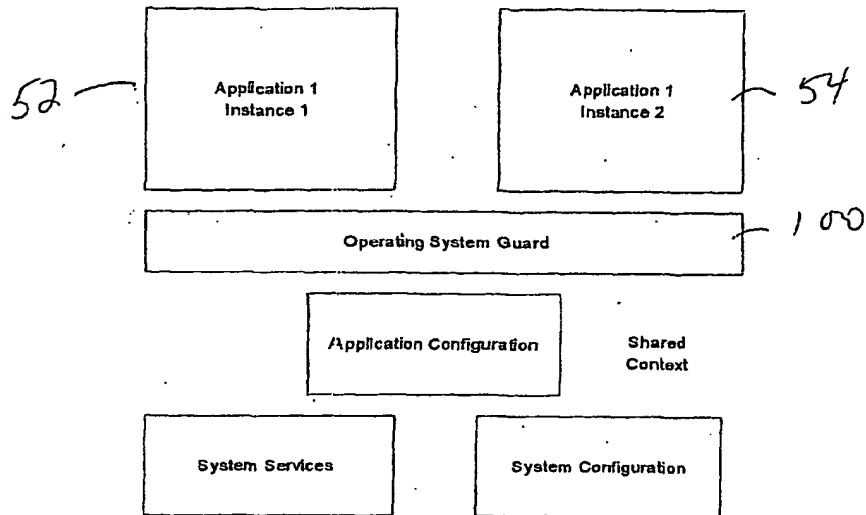 Application 1
Instance 1
52
Application 1
Instance 2
54
Operating System Guard
100
Application Configuration
Shared
Context
System Services
System Configuration